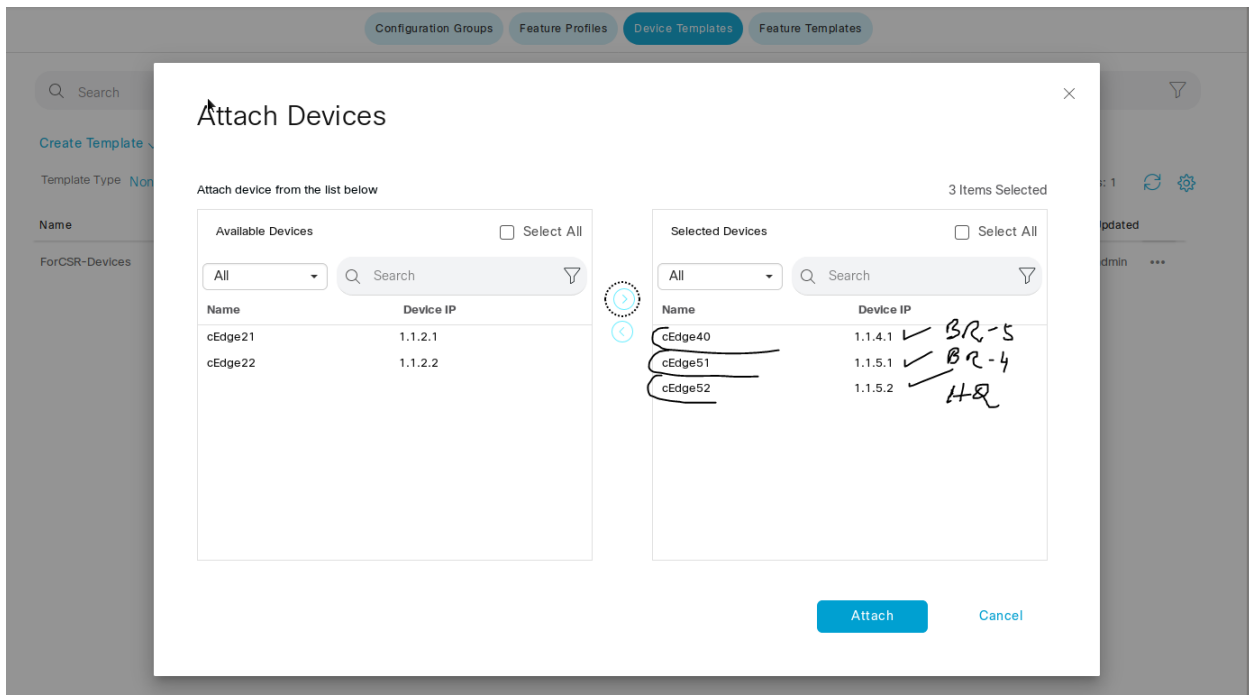 Configuration Groups Feature Profiles Device Templates Feature Templates
Search
Attach Devices
Create Template
Template Type Non
Attach device from the list below 3 Items Selected
s: 1
Name
pdated
ForCSR-Devices
dmin •••
Available Devices Select All
Selected Devices Select All
All Search
All Search
Name Device IP
Name Device IP
cEdge21 1.1.2.1
cEdge22 1.1.2.2
cEdge40 1.1.4.1 BR-5
cEdge51 1.1.5.1 BR-4
cEdge52 1.1.5.2 HQ
Attach Cancel